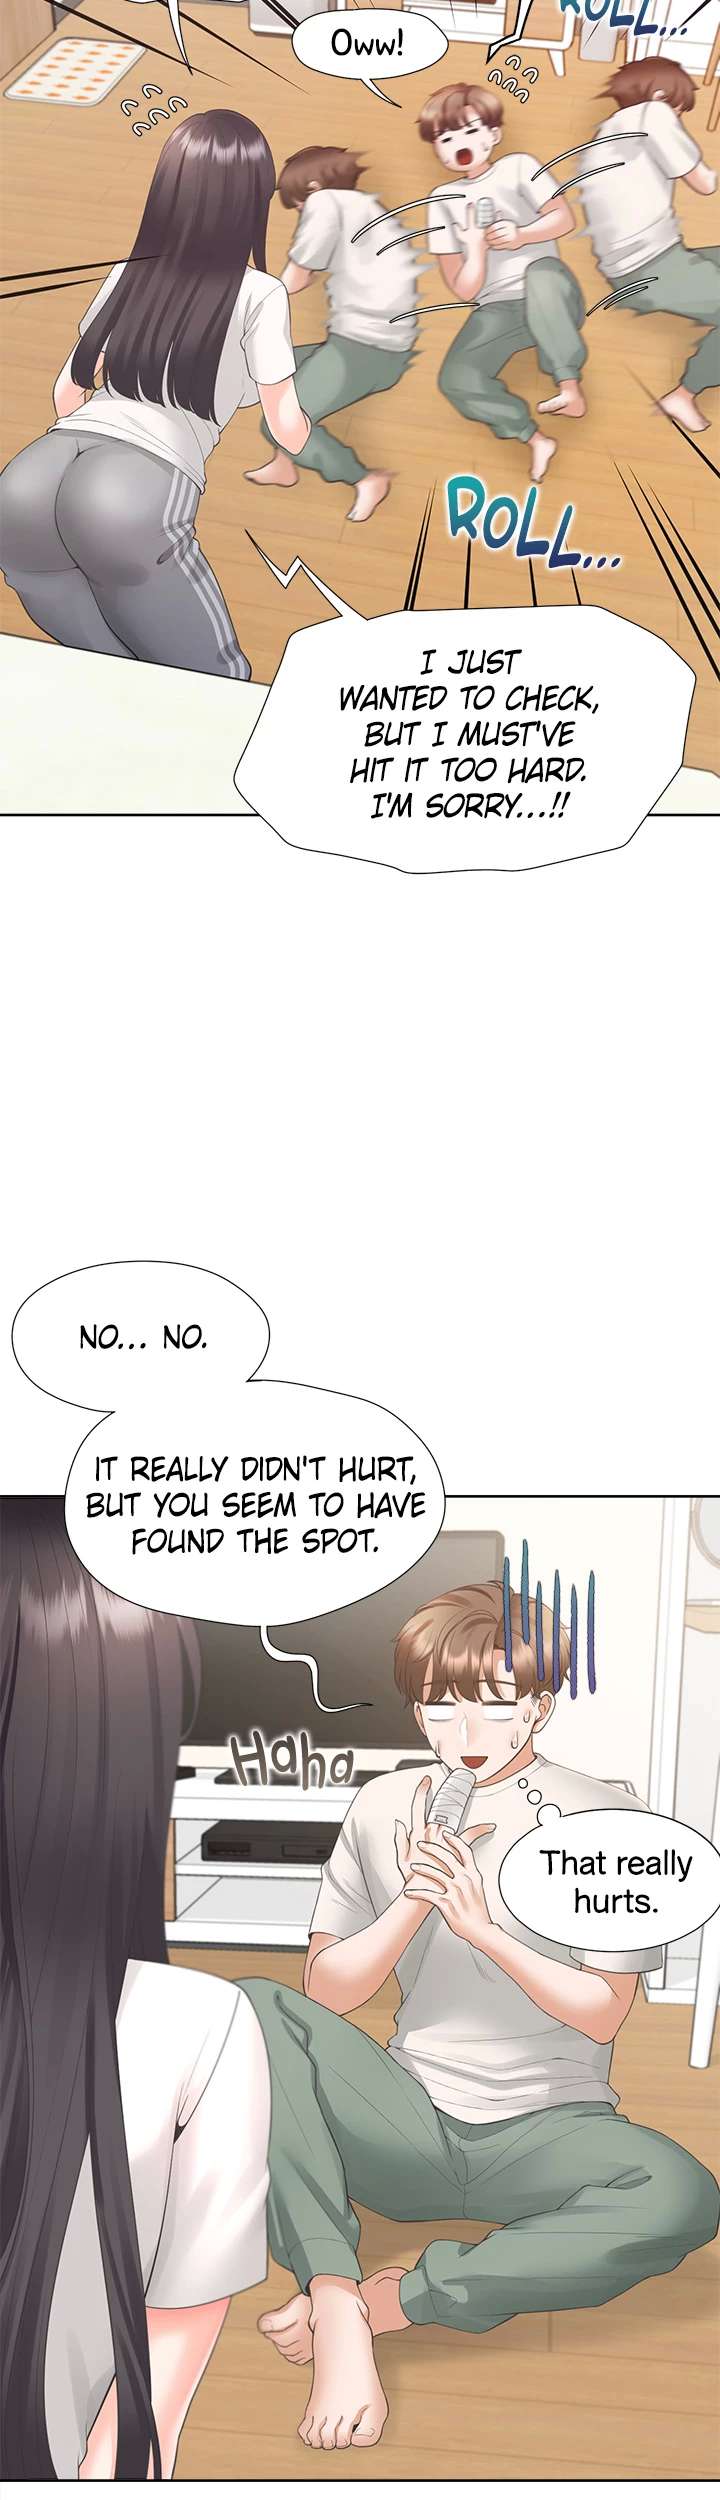 ROLL...
Oww!
ROLL...
I JUST
WANTED TO CHECK,
BUT I MUST'VE
HIT IT TOO HARD.
I'M SORRY...!!
NO... NO.
IT REALLY DIDN'T HURT,
BUT YOU SEEM TO HAVE
FOUND THE SPOT.
Haha
That really
hurts.